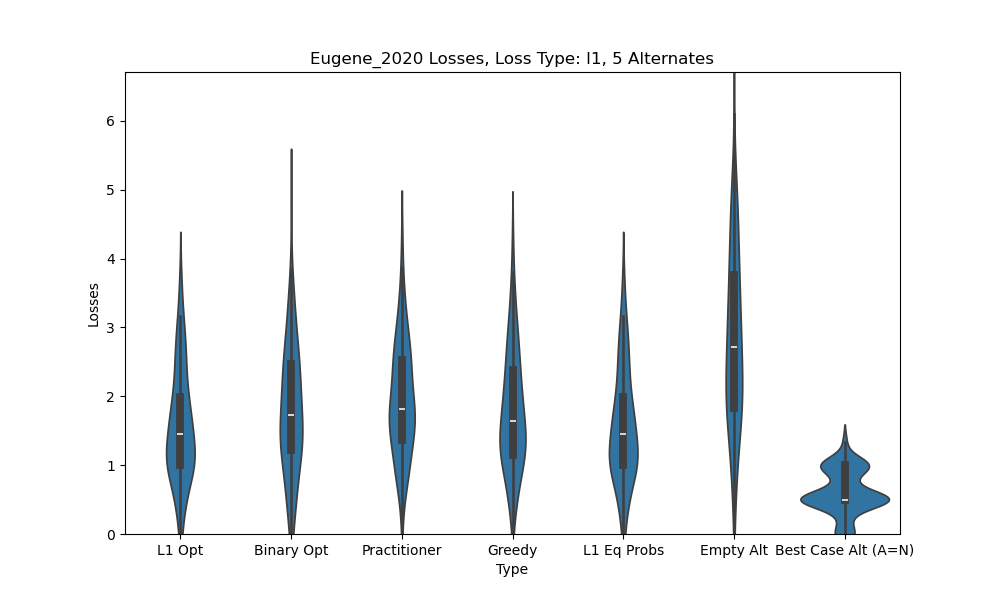 Eugene_2020 Losses, Loss Type: l1, 5 Alternates
Losses
6
5
4
3
2
1
0
L1 Opt Binary Opt Practitioner Greedy L1 Eq Probs Empty Alt Best Case Alt (A=N)
Type